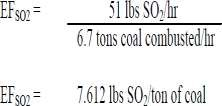 EFSO2 = 51 lbs SO2/hr
6.7 tons coal combusted/hr
EFSO2 = 7.612 lbs SO2/ton of coal